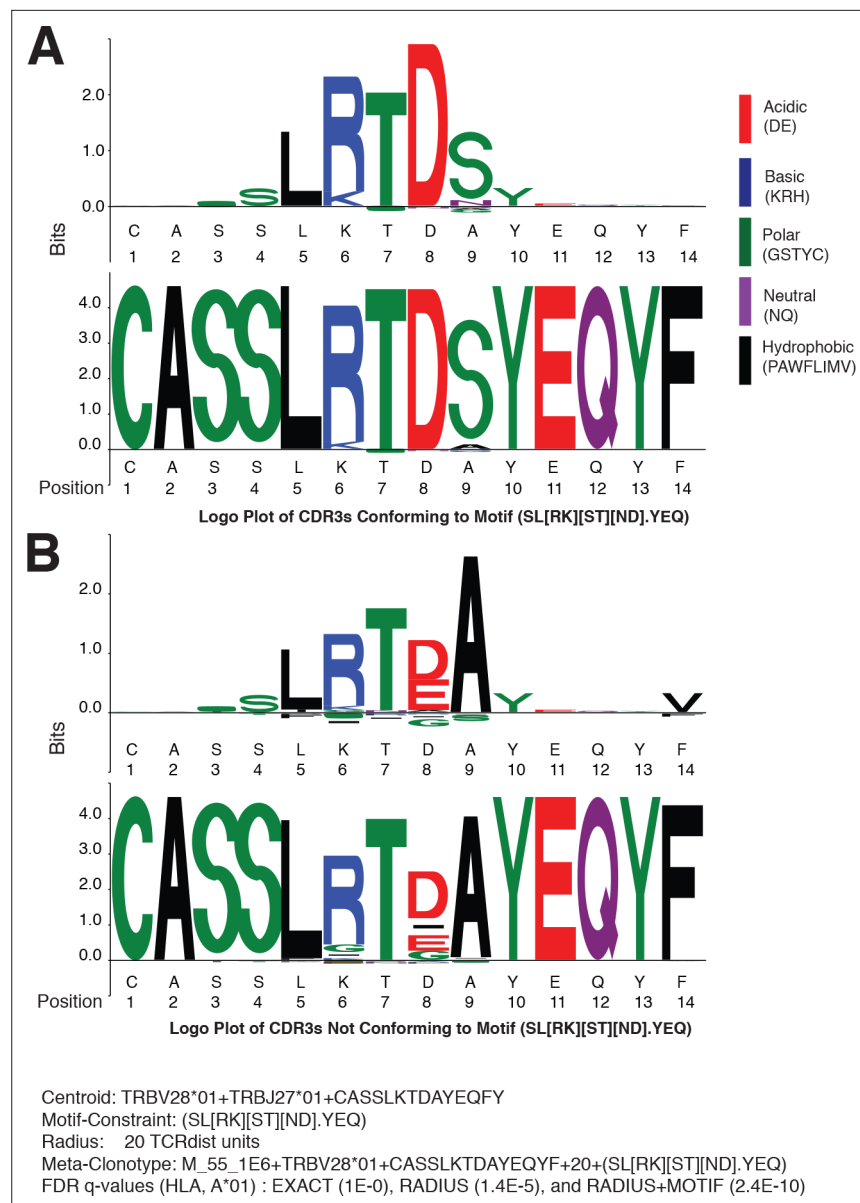 A
2.0
1.0
0.0
Bits
C A S S L K T D A Y E Q Y F
1 2 3 4 5 6 7 8 9 10 11 12 13 14
4.0
3.0
2.0
1.0
0.0
CASSLRTDSYEQYF
C A S S L K T D A Y E Q Y F
Position 1 2 3 4 5 6 7 8 9 10 11 12 13 14
Logo Plot of CDR3s Conforming to Motif (SL[RK][ST][ND].YEQ)
Acidic
(DE)
Basic
(KRH)
Polar
(GSTYC)
Neutral
(NQ)
Hydrophobic
(PAWFLIMV)
B
2.0
1.0
0.0
Bits
C A S S L K T D A Y E Q Y F
1 2 3 4 5 6 7 8 9 10 11 12 13 14
4.0
3.0
2.0
1.0
0.0
CASSLRTDAYEQYF
C A S S L K T D A Y E Q Y F
Position 1 2 3 4 5 6 7 8 9 10 11 12 13 14
Logo Plot of CDR3s Not Conforming to Motif (SL[RK][ST][ND].YEQ)
Centroid: TRBV28*01+TRBJ27*01+CASSLKTDAYEQFY
Motif-Constraint: (SL[RK][ST][ND].YEQ)
Radius: 20 TCRdist units
Meta-Clonotype: M_55_1E6+TRBV28*01+CASSLKTDAYEQYF+20+(SL[RK][ST][ND].YEQ)
FDR q-values (HLA, A*01) : EXACT (1E-0), RADIUS (1.4E-5), and RADIUS+MOTIF (2.4E-10)